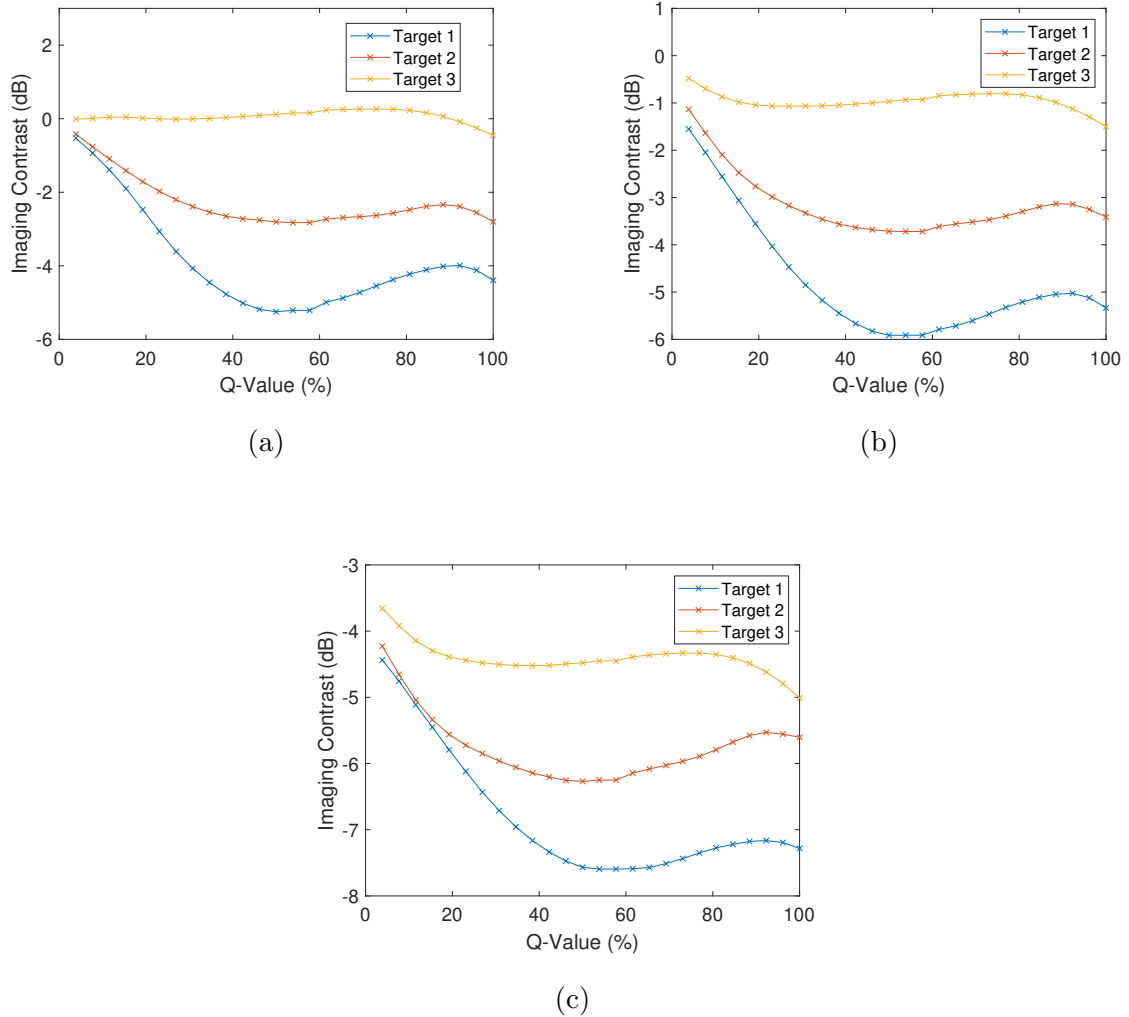 2
0
-2
-4
-6
Imaging Contrast (dB)
Target 1
Target 2
Target 3
0 20 40 60 80 100
Q-Value (%)
(a)
1
0
-1
-2
-3
-4
-5
-6
Imaging Contrast (dB)
Target 1
Target 2
Target 3
0 20 40 60 80 100
Q-Value (%)
(b)
-3
-4
-5
-6
-7
-8
Imaging Contrast (dB)
Target 1
Target 2
Target 3
0 20 40 60 80 100
Q-Value (%)
(c)